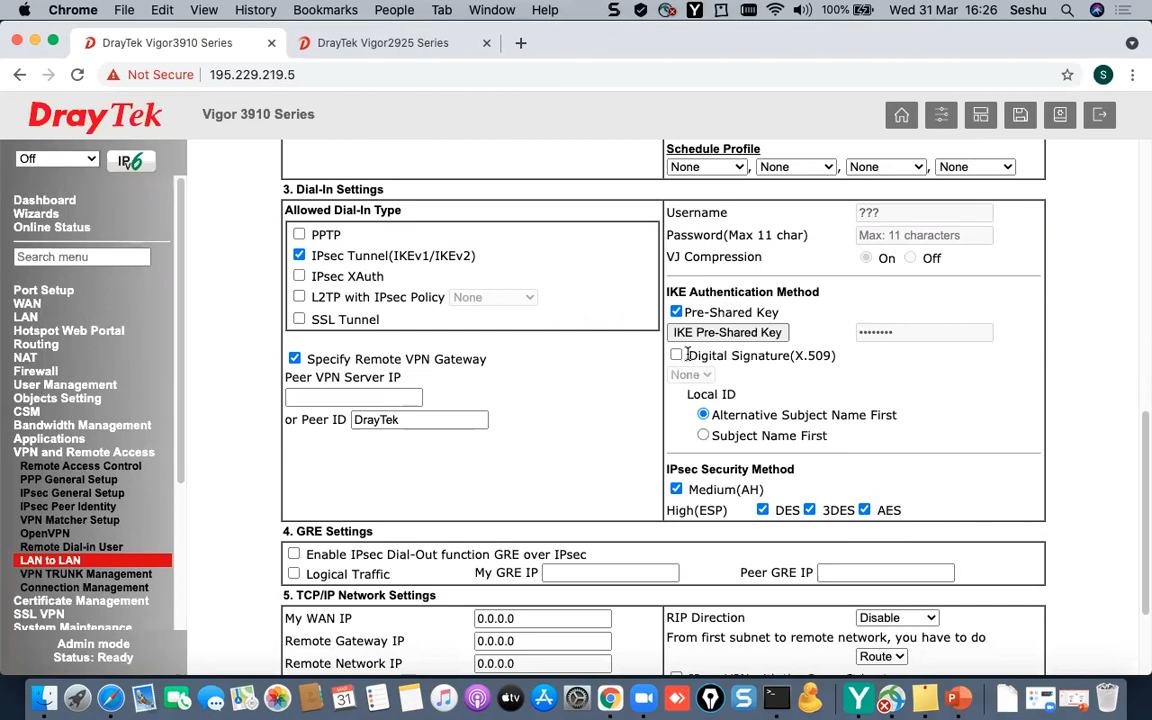 Chrome File Edit View History Bookmarks People Tab Window Help 100% Wed 31 Mar 16:26 Seshu
DrayTek Vigor3910 Series DrayTek Vigor2925 Series
Not Secure 195.229.219.5 S
DrayTek Vigor 3910 Series
Off IPv6
Dashboard
Wizards
Online Status
Search menu
Port Setup
WAN
LAN
Hotspot Web Portal
Routing
NAT
Firewall
User Management
Objects Setting
CSM
Bandwidth Management
Applications
VPN and Remote Access
Remote Access Control
PPP General Setup
IPsec General Setup
IPsec Peer Identity
VPN Matcher Setup
OpenVPN
Remote Dial-in User
LAN to LAN
VPN TRUNK Management
Connection Management
Certificate Management
SSL VPN
System Maintenance
Admin mode
Status: Ready
Schedule Profile
None, None, None, None
3. Dial-In Settings
Allowed Dial-In Type
PPTP
IPsec Tunnel(IKEv1/IKEv2)
IPsec XAuth
L2TP with IPsec Policy None
SSL Tunnel
Specify Remote VPN Gateway
Peer VPN Server IP
or Peer ID DrayTek
Username ???
Password(Max 11 char) Max: 11 characters
VJ Compression On Off
IKE Authentication Method
Pre-Shared Key
IKE Pre-Shared Key ••••••••
Digital Signature(X.509)
None
Local ID
Alternative Subject Name First
Subject Name First
IPsec Security Method
Medium(AH)
High(ESP) DES 3DES AES
4. GRE Settings
Enable IPsec Dial-Out function GRE over IPsec
Logical Traffic My GRE IP Peer GRE IP
5. TCP/IP Network Settings
My WAN IP 0.0.0.0
Remote Gateway IP 0.0.0.0
Remote Network IP 0.0.0.0
RIP Direction Disable
From first subnet to remote network, you have to do
Route